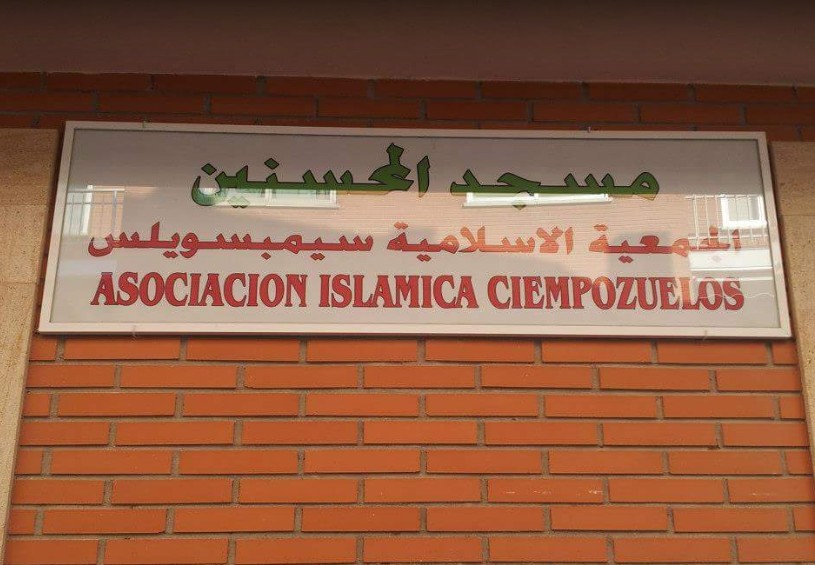 مسجد المحسنين
الجمعية الاسلامية سيمبسويلس
ASOCIACION ISLAMICA CIEMPOZUELOS